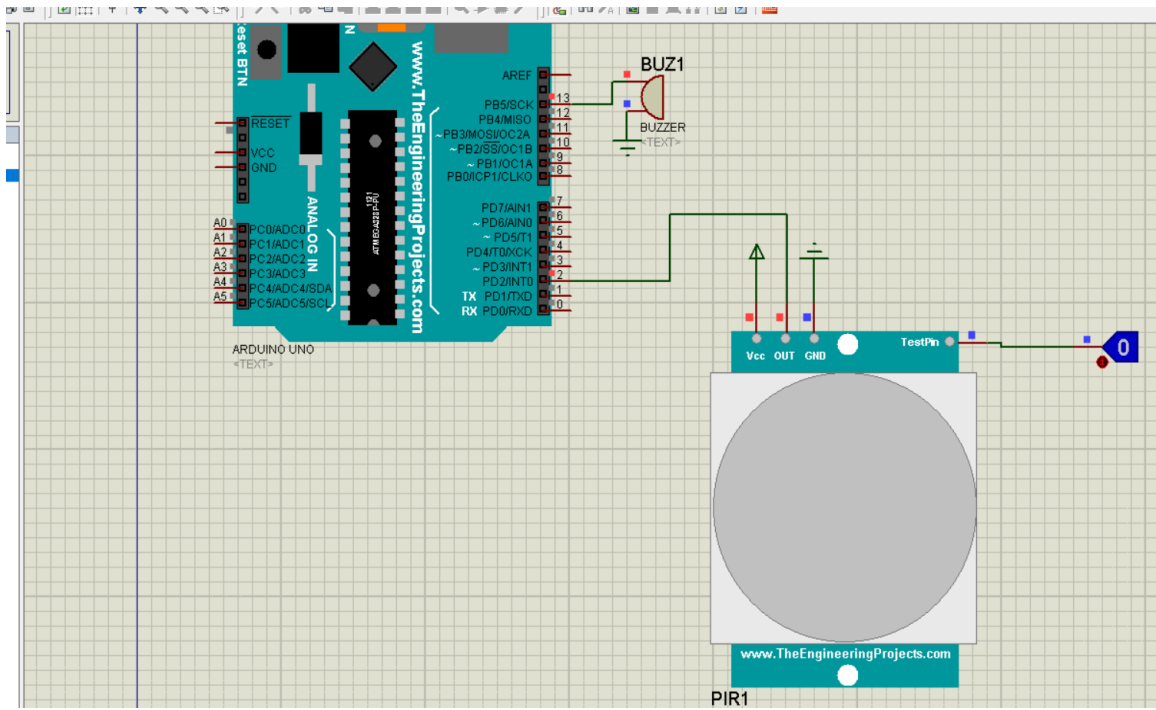 Reset BTN
www.TheEngineeringProjects.com
N
ANALOG IN
1121
ATMEGA328P-PU
RESET
VCC
GND
A0
A1
A2
A3
A4
A5
PC0/ADC0
PC1/ADC1
PC2/ADC2
PC3/ADC3
PC4/ADC4/SDA
PC5/ADC5/SCL
AREF
PB5/SCK 13
PB4/MISO 12
~PB3/MOSI/OC2A 11
~PB2/SS/OC1B 10
~PB1/OC1A 9
PB0/ICP1/CLKO 8
PD7/AIN1 7
~PD6/AIN0 6
~PD5/T1 5
PD4/T0/XCK 4
~PD3/INT1 3
PD2/INT0 2
TX PD1/TXD 1
RX PD0/RXD 0
ARDUINO UNO
<TEXT>
BUZ1
BUZZER
<TEXT>
Vcc OUT GND
TestPin
0
www.TheEngineeringProjects.com
PIR1